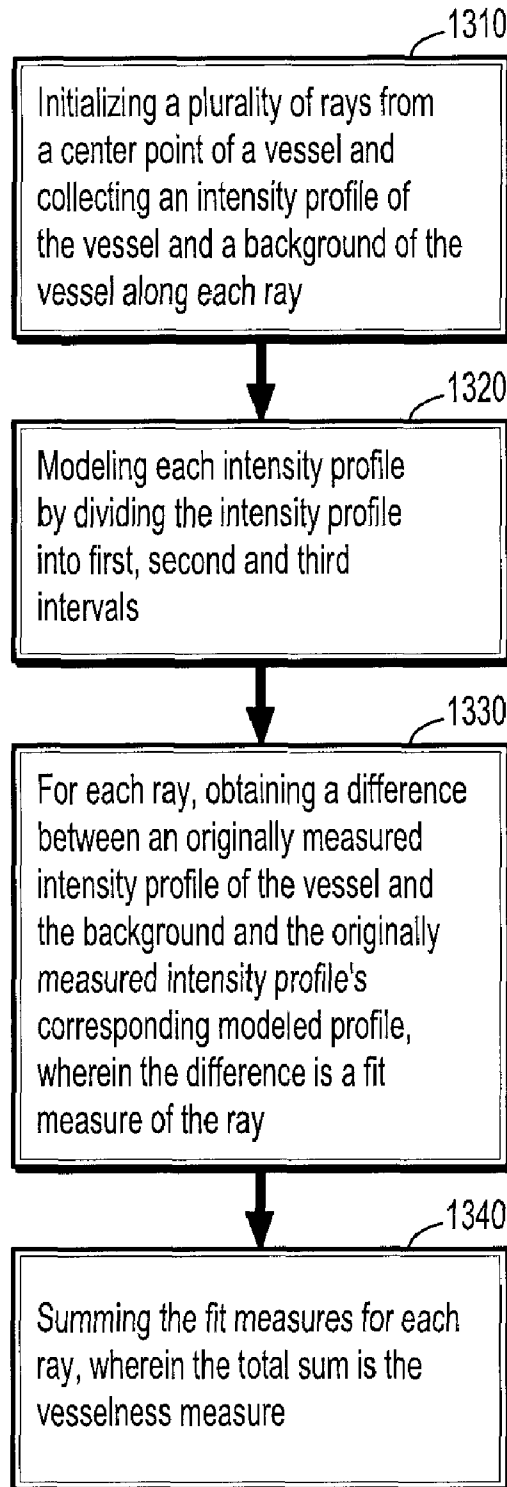 1310
Initializing a plurality of rays from
a center point of a vessel and
collecting an intensity profile of
the vessel and a background of the
vessel along each ray
1320
Modeling each intensity profile
by dividing the intensity profile
into first, second and third
intervals
1330
For each ray, obtaining a difference
between an originally measured
intensity profile of the vessel and
the background and the originally
measured intensity profile's
corresponding modeled profile,
wherein the difference is a fit
measure of the ray
1340
Summing the fit measures for each
ray, wherein the total sum is the
vesselness measure